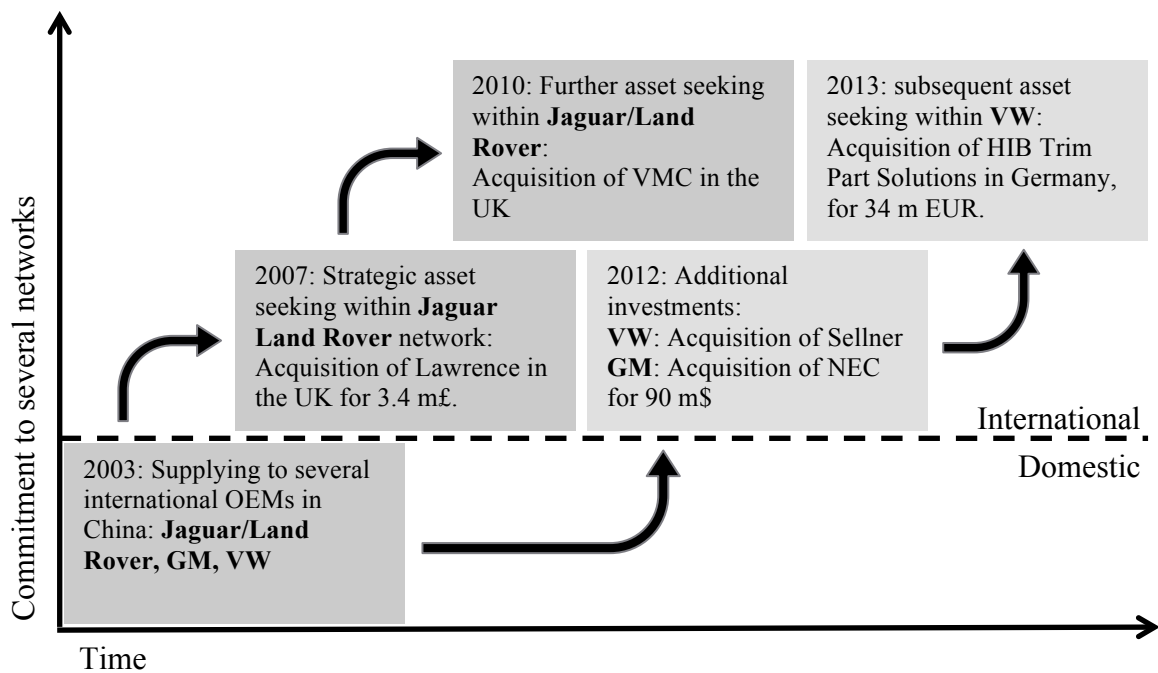 Commitment to several networks
2010: Further asset seeking
within Jaguar/Land
Rover:
Acquisition of VMC in the
UK
2013: subsequent asset
seeking within VW:
Acquisition of HIB Trim
Part Solutions in Germany,
for 34 m EUR.
2007: Strategic asset
seeking within Jaguar
Land Rover network:
Acquisition of Lawrence in
the UK for 3.4 m£.
2012: Additional
investments:
VW: Acquisition of Sellner
GM: Acquisition of NEC
for 90 m$
International
Domestic
2003: Supplying to several
international OEMs in
China: Jaguar/Land
Rover, GM, VW
Time